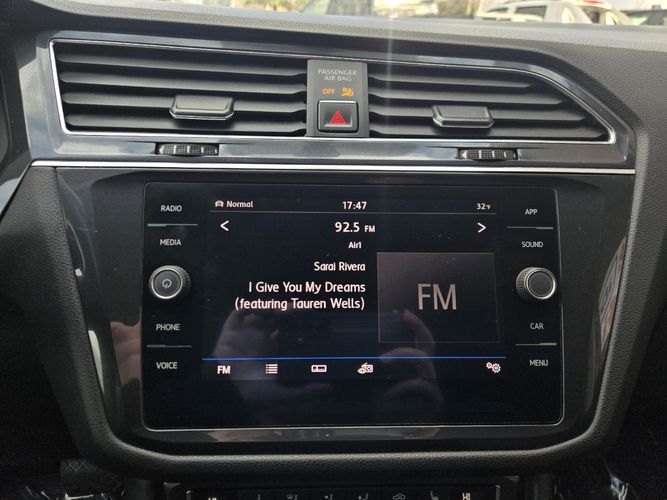 PASSENGER
AIR BAG
OFF
RADIO
MEDIA
PHONE
VOICE
Normal
17:47
32°F
92.5 FM
Air1
Sarai Rivera
I Give You My Dreams
(featuring Tauren Wells)
FM
FM
APP
SOUND
CAR
MENU
HI